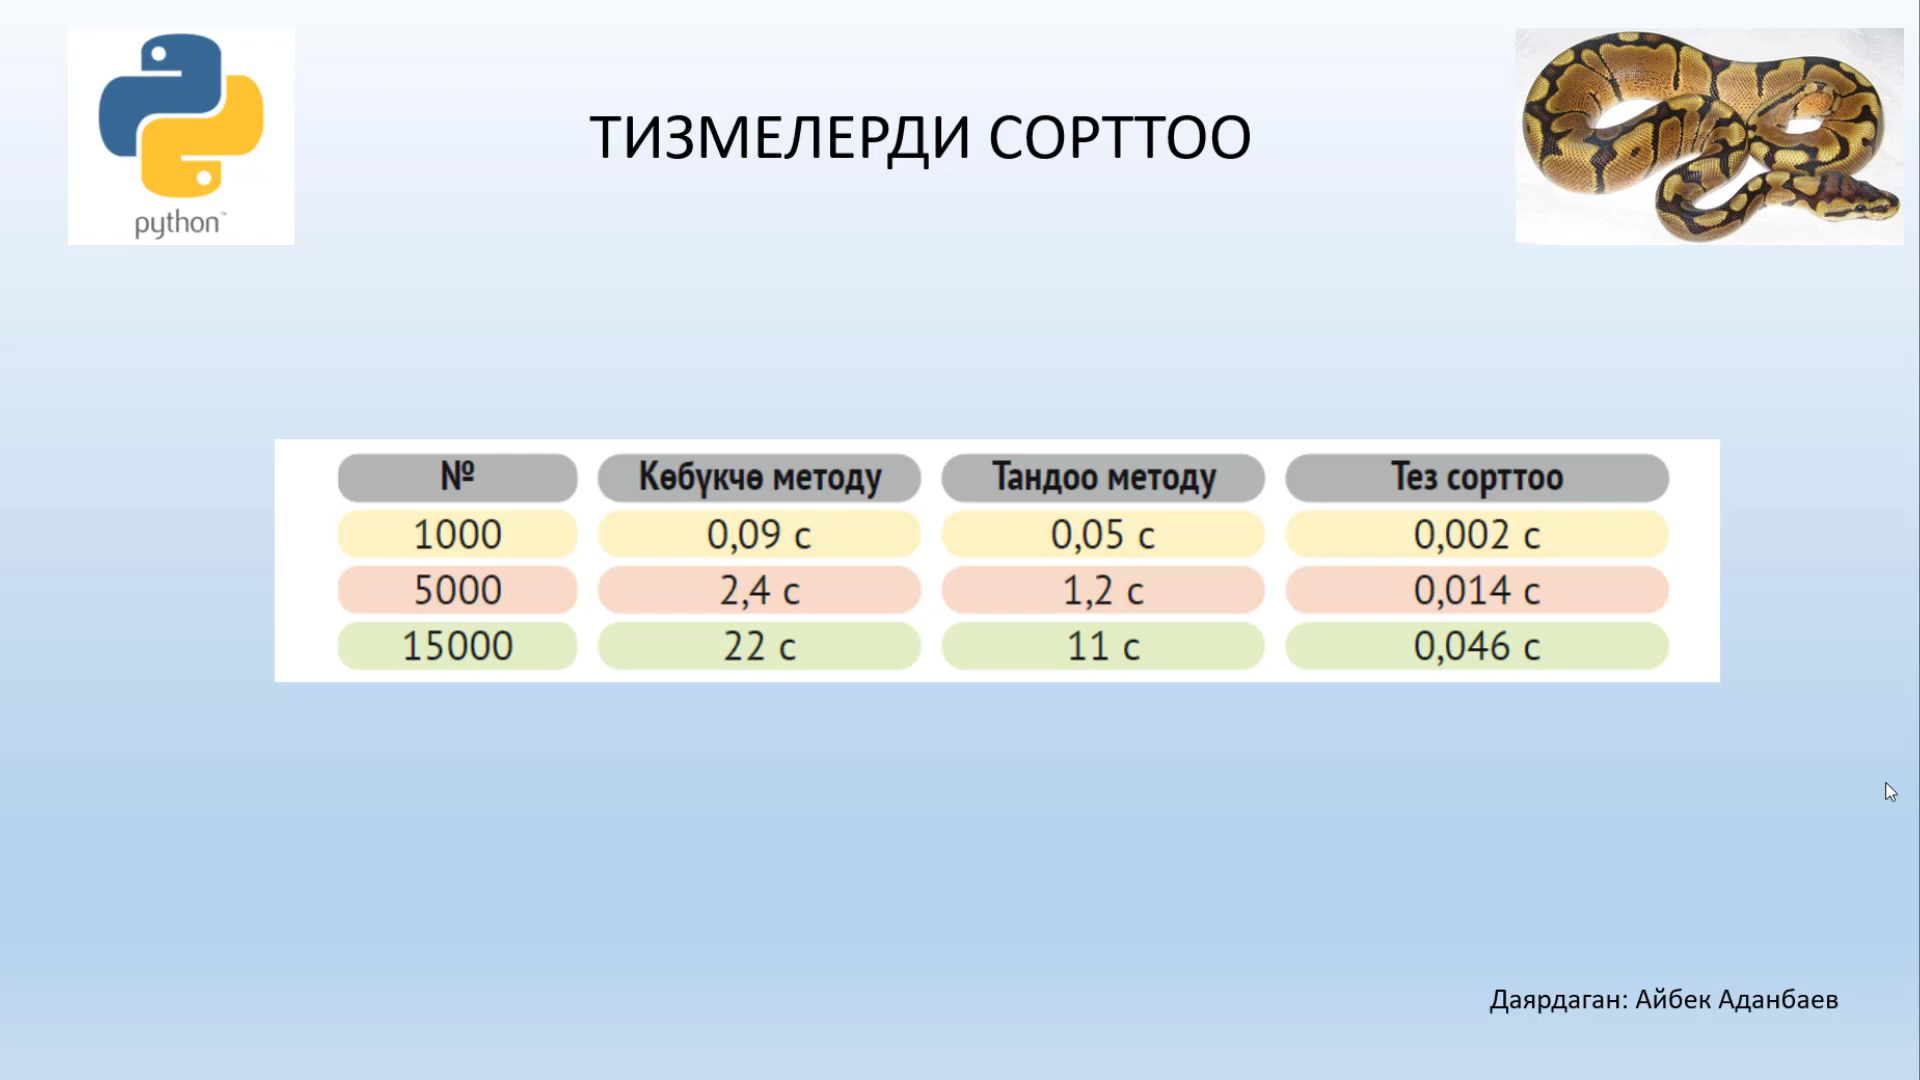 python™
ТИЗМЕЛЕРДИ СОРТТОО
№ Көбүкчө методу Тандоо методу Тез сорттоо
1000 0,09 с 0,05 с 0,002 с
5000 2,4 с 1,2 с 0,014 с
15000 22 с 11 с 0,046 с
Даярдаган: Айбек Аданбаев